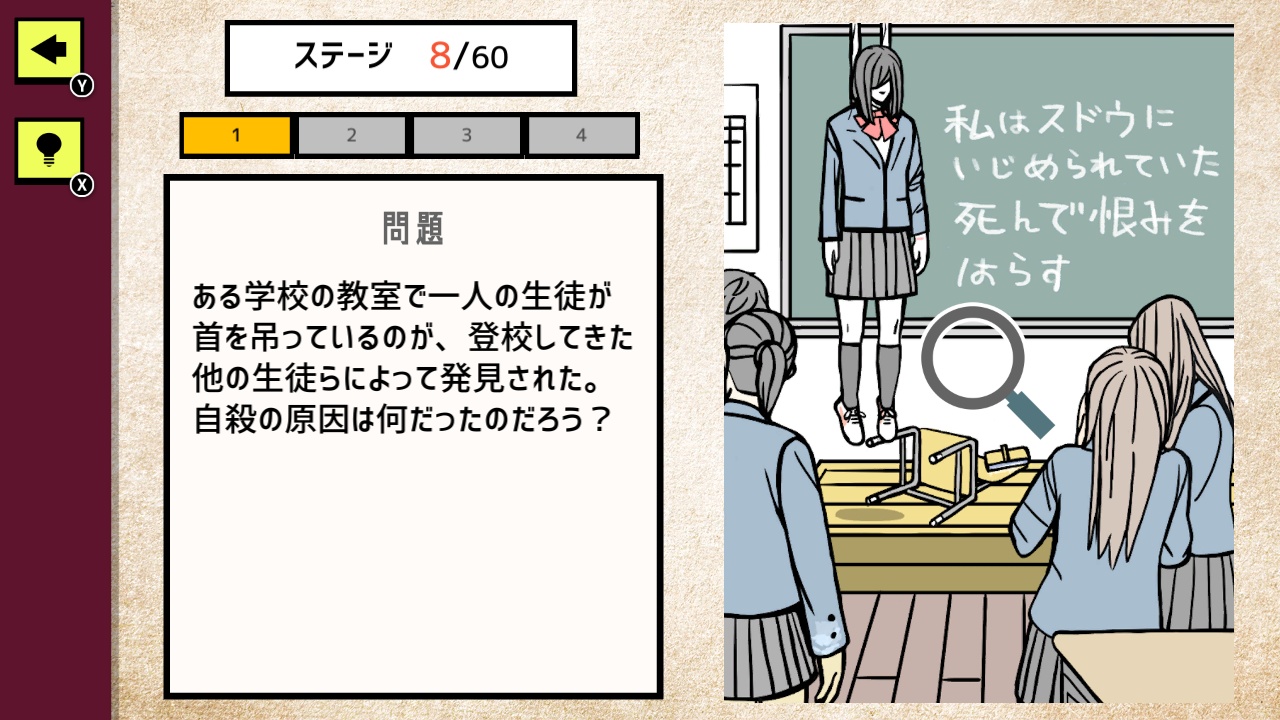 Y
X
ステージ 8/60
1 2 3 4
問題
ある学校の教室で一人の生徒が
首を吊っているのが、登校してきた
他の生徒らによって発見された。
自殺の原因は何だったのだろう？
私はスドウに
いじめられていた
死んで恨みを
はらす